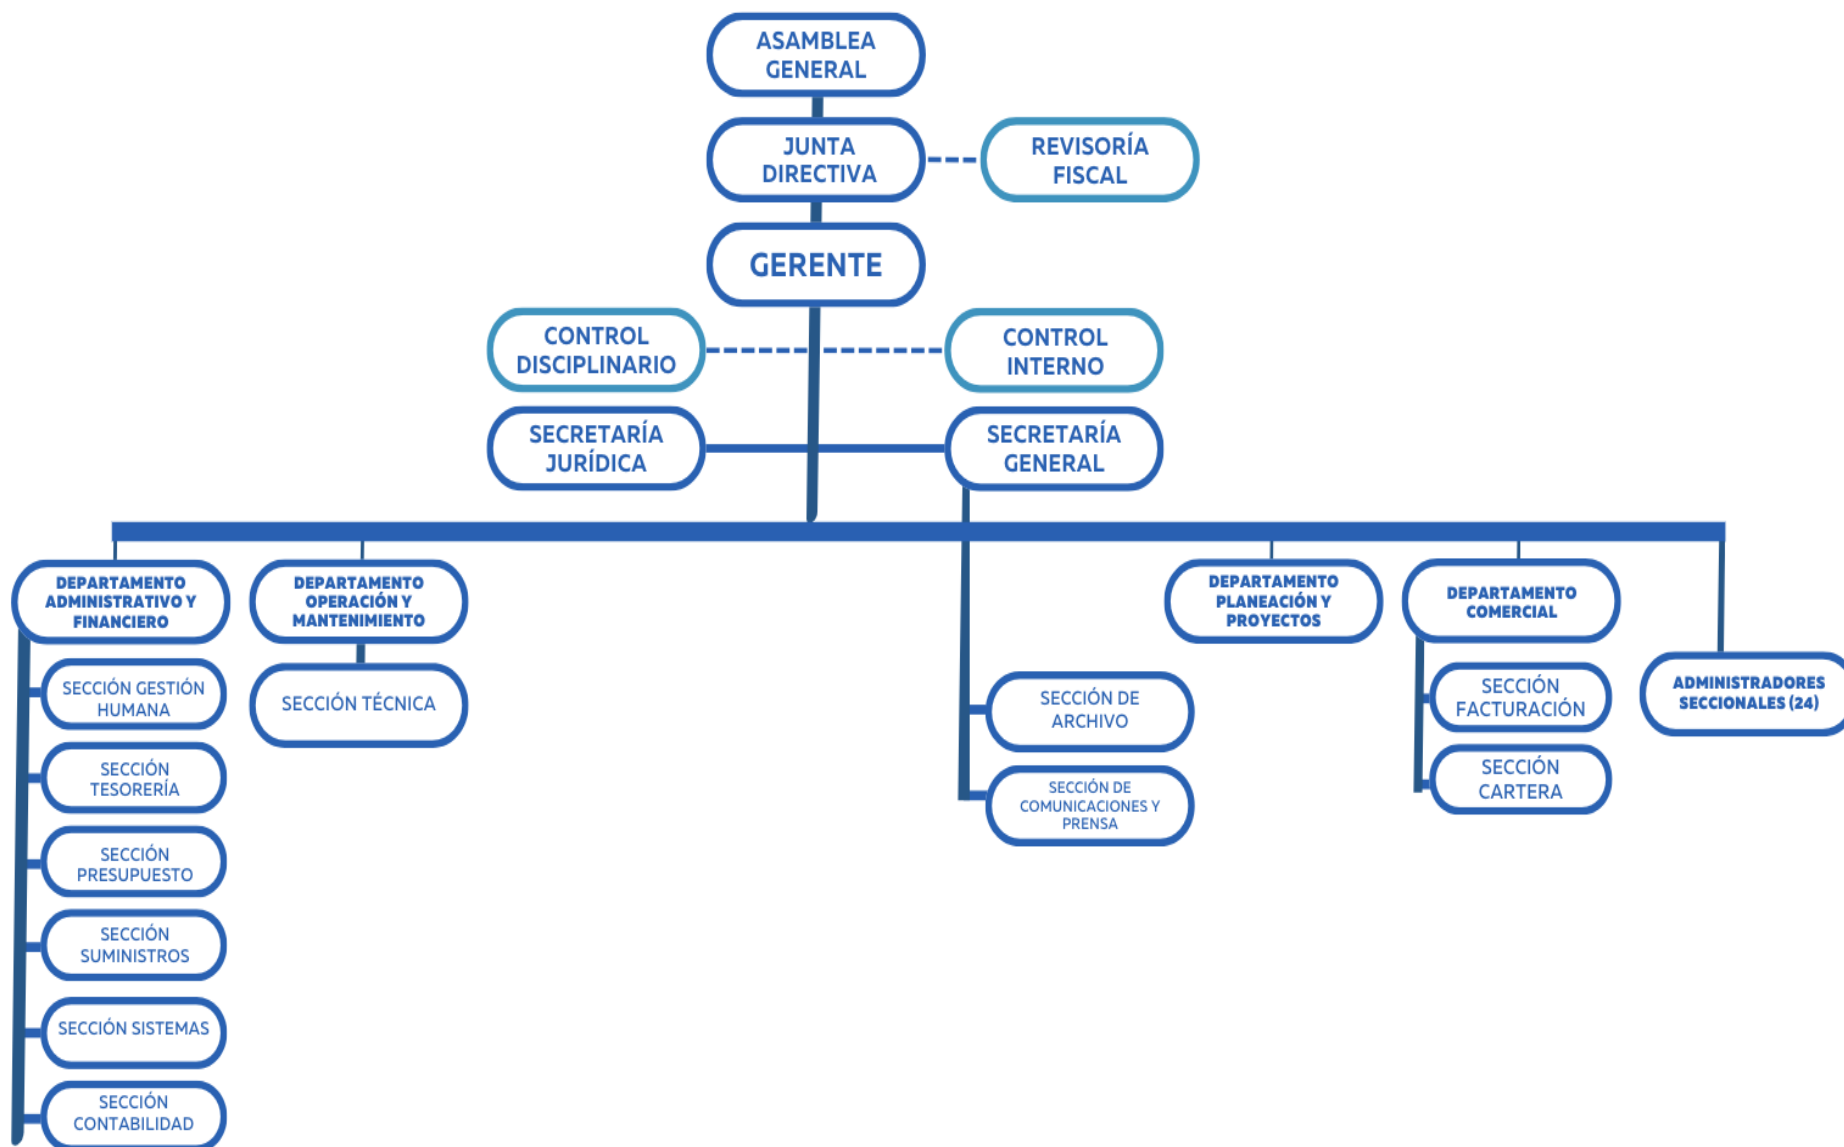 ASAMBLEA
GENERAL
JUNTA
DIRECTIVA
REVISORÍA
FISCAL
GERENTE
CONTROL
DISCIPLINARIO
CONTROL
INTERNO
SECRETARÍA
JURÍDICA
SECRETARÍA
GENERAL
DEPARTAMENTO
ADMINISTRATIVO Y
FINANCIERO
DEPARTAMENTO
OPERACIÓN Y
MANTENIMIENTO
DEPARTAMENTO
PLANEACIÓN Y
PROYECTOS
DEPARTAMENTO
COMERCIAL
ADMINISTRADORES
SECCIONALES (24)
SECCIÓN GESTIÓN
HUMANA
SECCIÓN
TESORERÍA
SECCIÓN
PRESUPUESTO
SECCIÓN
SUMINISTROS
SECCIÓN SISTEMAS
SECCIÓN
CONTABILIDAD
SECCIÓN TÉCNICA
SECCIÓN DE
ARCHIVO
SECCIÓN DE
COMUNICACIONES Y
PRENSA
SECCIÓN
FACTURACIÓN
SECCIÓN
CARTERA